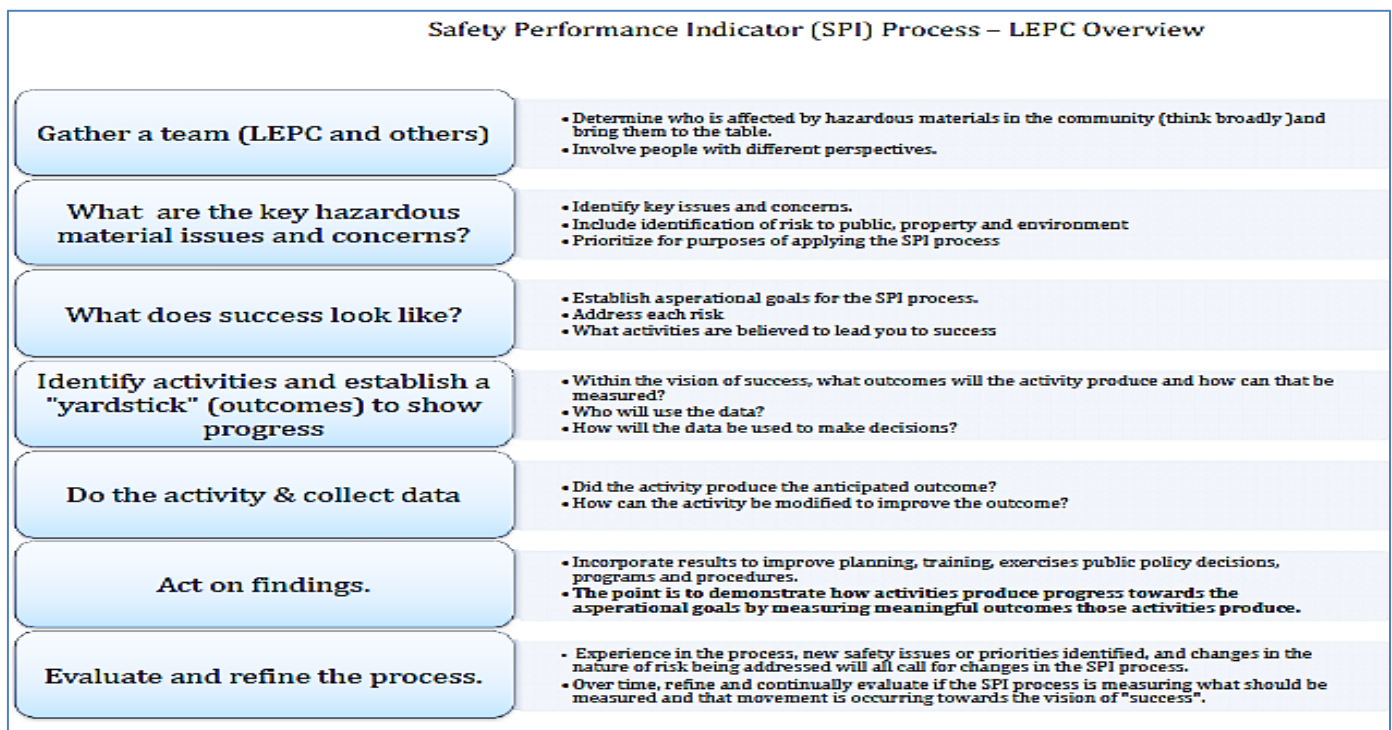 Safety Performance Indicator (SPI) Process – LEPC Overview
Gather a team (LEPC and others)
• Determine who is affected by hazardous materials in the community (think broadly )and
bring them to the table.
• Involve people with different perspectives.
What  are the key hazardous
material issues and concerns?
• Identify key issues and concerns.
• Include identification of risk to public, property and environment
• Prioritize for purposes of applying the SPI process
What does success look like?
• Establish asperational goals for the SPI process.
• Address each risk
• What activities are believed to lead you to success
Identify activities and establish a
"yardstick" (outcomes) to show
progress
• Within the vision of success, what outcomes will the activity produce and how can that be
measured?
• Who will use the data?
• How will the data be used to make decisions?
Do the activity & collect data
• Did the activity produce the anticipated outcome?
• How can the activity be modified to improve the outcome?
Act on findings.
• Incorporate results to improve planning, training, exercises public policy decisions,
programs and procedures.
• The point is to demonstrate how activities produce progress towards the
asperational goals by measuring meaningful outcomes those activities produce.
Evaluate and refine the process.
• Experience in the process, new safety issues or priorities identified, and changes in the
nature of risk being addressed will all call for changes in the SPI process.
• Over time, refine and continually evaluate if the SPI process is measuring what should be
measured and that movement is occurring towards the vision of "success".